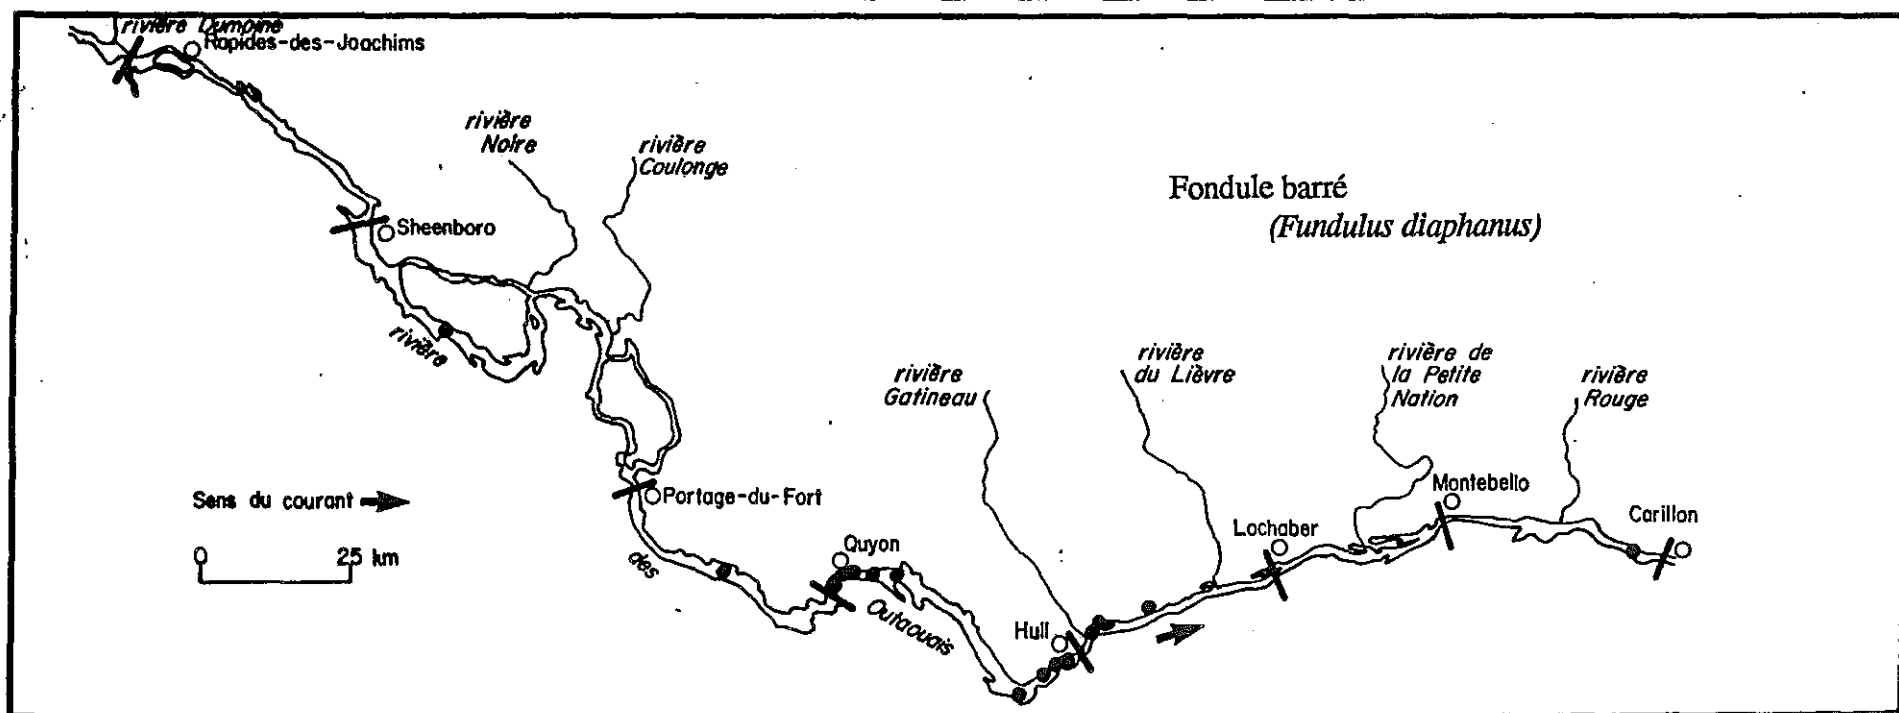 rivière Dumoine
Rapides-des-Joachims
rivière
Noire
rivière
Coulonge
Fondule barré
(Fundulus diaphanus)
Sheenboro
rivière
rivière
Gatineau
rivière
du Lièvre
rivière de
la Petite
Nation
rivière
Rouge
Sens du courant
Portage-du-Fort
Montebello
Lochaber
Carillon
0 25 km
des
Quyon
Outaouais
Hull